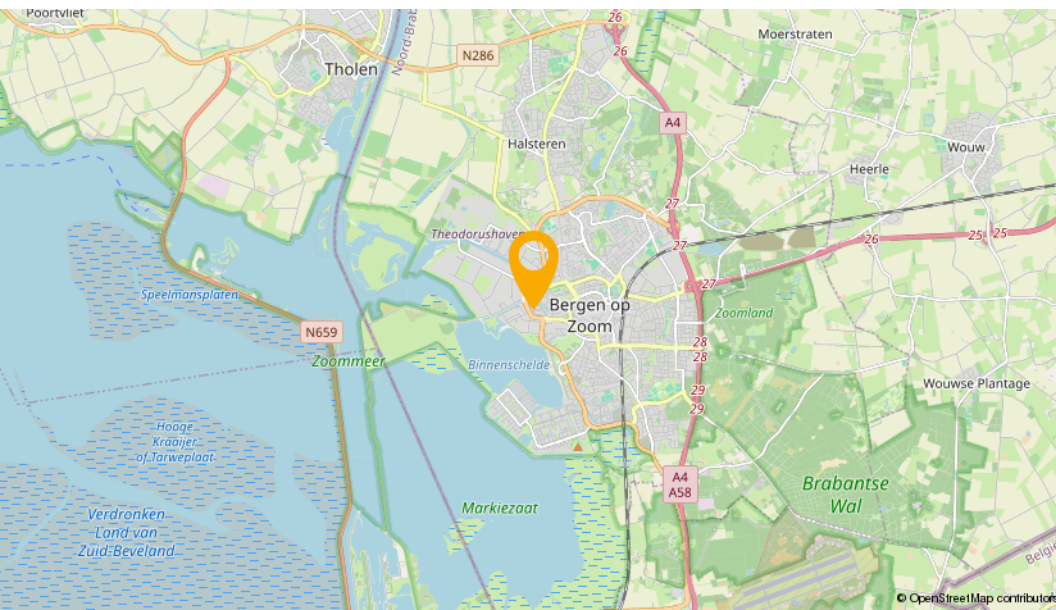 Poortvliet
Tholen
Noord-Brab
N286
26
26
Moerstraten
A4
Halsteren
Wouw
Heerle
27
Theodorushaven
27
26
25
25
Speelmansplaten
27
Bergen op
Zoom
Zoomland
N659
Zoommeer
Binnenschelde
28
28
29
29
Wouwse Plantage
Hooge
Kraaijer
of Tarweplaat
A4
A58
Brabantse
Wal
Markiezaat
Verdronken
Land van
Zuid-Beveland
België
© OpenStreetMap contributors